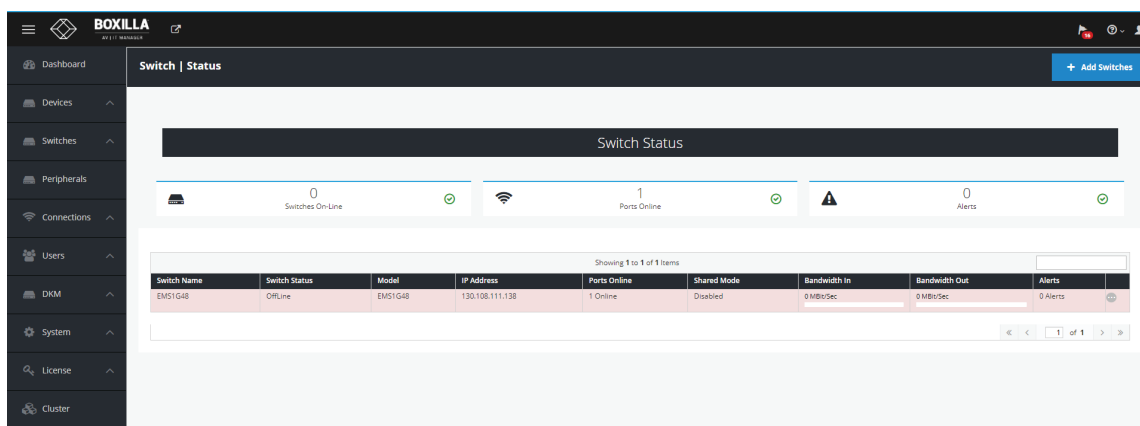 BOXILLA
AV | IT MANAGER
16
Dashboard
Switch | Status
+ Add Switches
Devices
Switches
Switch Status
Peripherals
0
Switches On-Line
1
Ports Online
0
Alerts
Connections
Users
Showing 1 to 1 of 1 Items
Switch Name Switch Status Model IP Address Ports Online Shared Mode Bandwidth In Bandwidth Out Alerts
EMS1G48 OffLine EMS1G48 130.108.111.138 1 Online Disabled 0 MBit/Sec 0 MBit/Sec 0 Alerts
DKM
System
1 of 1
License
Cluster